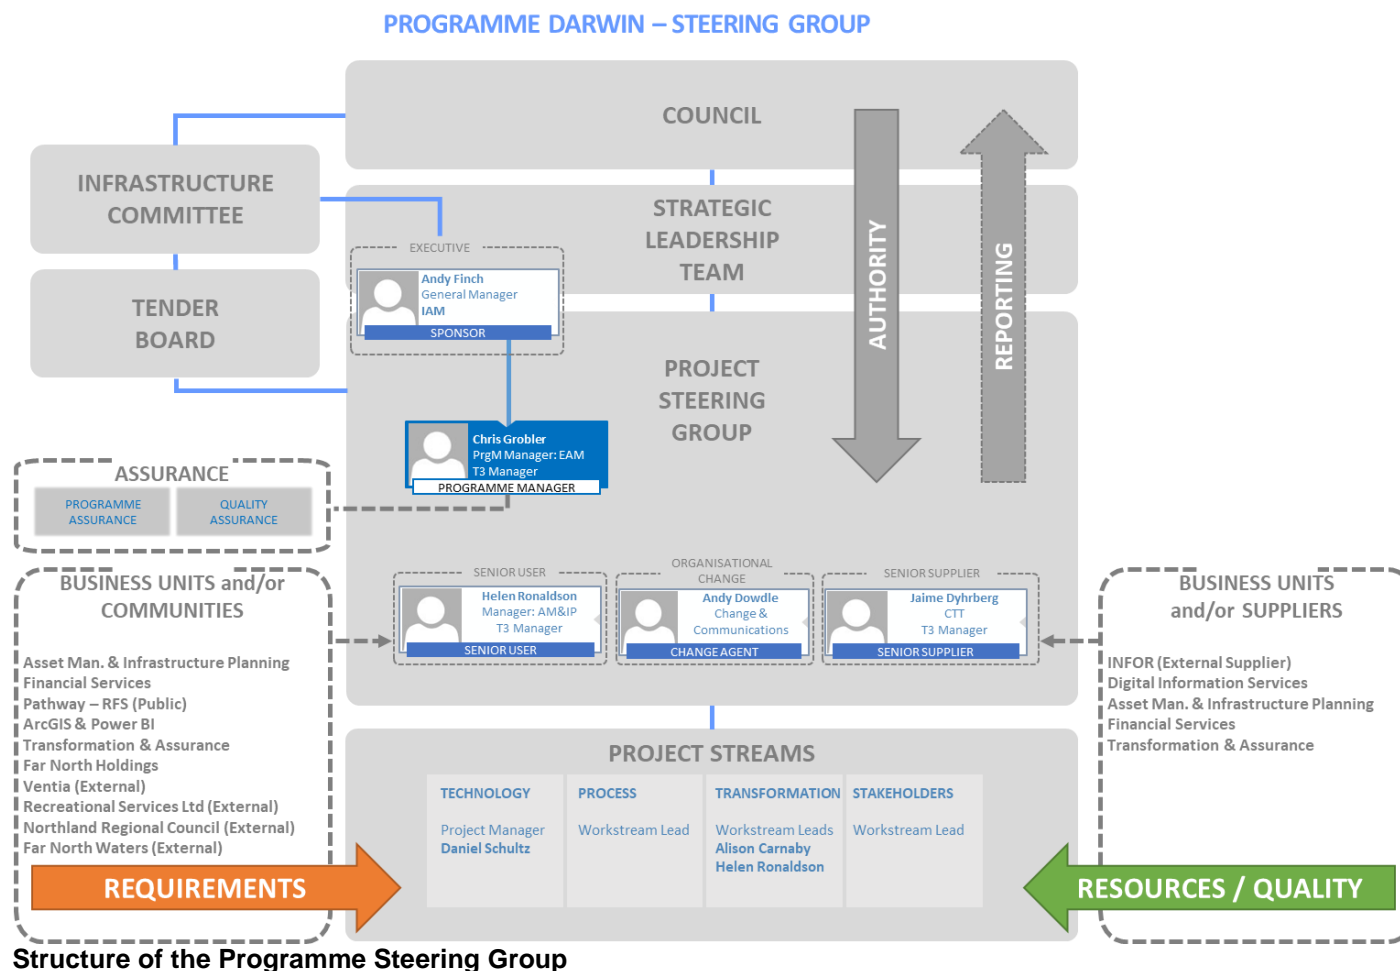 PROGRAMME DARWIN – STEERING GROUP
COUNCIL
INFRASTRUCTURE
COMMITTEE
STRATEGIC
LEADERSHIP
TEAM
AUTHORITY
REPORTING
EXECUTIVE
Andy Finch
General Manager
IAM
SPONSOR
TENDER
BOARD
PROJECT
STEERING
GROUP
Chris Grobler
PrgM Manager: EAM
T3 Manager
PROGRAMME MANAGER
ASSURANCE
PROGRAMME
ASSURANCE
QUALITY
ASSURANCE
BUSINESS UNITS and/or
COMMUNITIES
Asset Man. & Infrastructure Planning
Financial Services
Pathway – RFS (Public)
ArcGIS & Power BI
Transformation & Assurance
Far North Holdings
Ventia (External)
Recreational Services Ltd (External)
Northland Regional Council (External)
Far North Waters (External)
REQUIREMENTS
SENIOR USER
Helen Ronaldson
Manager: AM&IP
T3 Manager
SENIOR USER
ORGANISATIONAL
CHANGE
Andy Dowdle
Change &
Communications
CHANGE AGENT
SENIOR SUPPLIER
Jaime Dyhrberg
CTT
T3 Manager
SENIOR SUPPLIER
BUSINESS UNITS
and/or SUPPLIERS
INFOR (External Supplier)
Digital Information Services
Asset Man. & Infrastructure Planning
Financial Services
Transformation & Assurance
RESOURCES / QUALITY
PROJECT STREAMS
TECHNOLOGY
Project Manager
Daniel Schultz
PROCESS
Workstream Lead
TRANSFORMATION
Workstream Leads
Alison Carnaby
Helen Ronaldson
STAKEHOLDERS
Workstream Lead
Structure of the Programme Steering Group